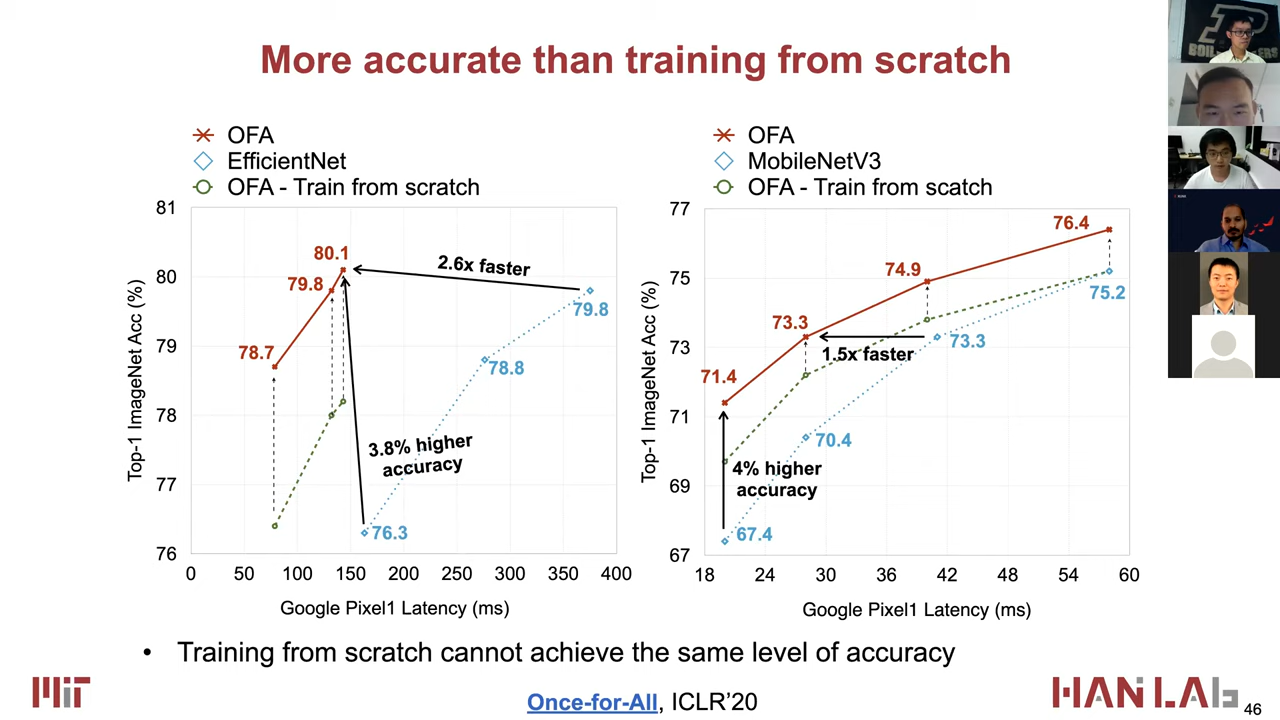 More accurate than training from scratch
OFA
EfficientNet
OFA - Train from scratch
81
80
79
78
77
76
Top-1 ImageNet Acc (%)
80.1
79.8
78.7
2.6x faster
79.8
78.8
3.8% higher
accuracy
76.3
0 50 100 150 200 250 300 350 400
Google Pixel1 Latency (ms)
OFA
MobileNetV3
OFA - Train from scatch
77
75
73
71
69
67
Top-1 ImageNet Acc (%)
76.4
74.9
73.3
71.4
75.2
1.5x faster
73.3
70.4
4% higher
accuracy
67.4
18 24 30 36 42 48 54 60
Google Pixel1 Latency (ms)
• Training from scratch cannot achieve the same level of accuracy
Once-for-All, ICLR’20
MIT
HAN LAb
46